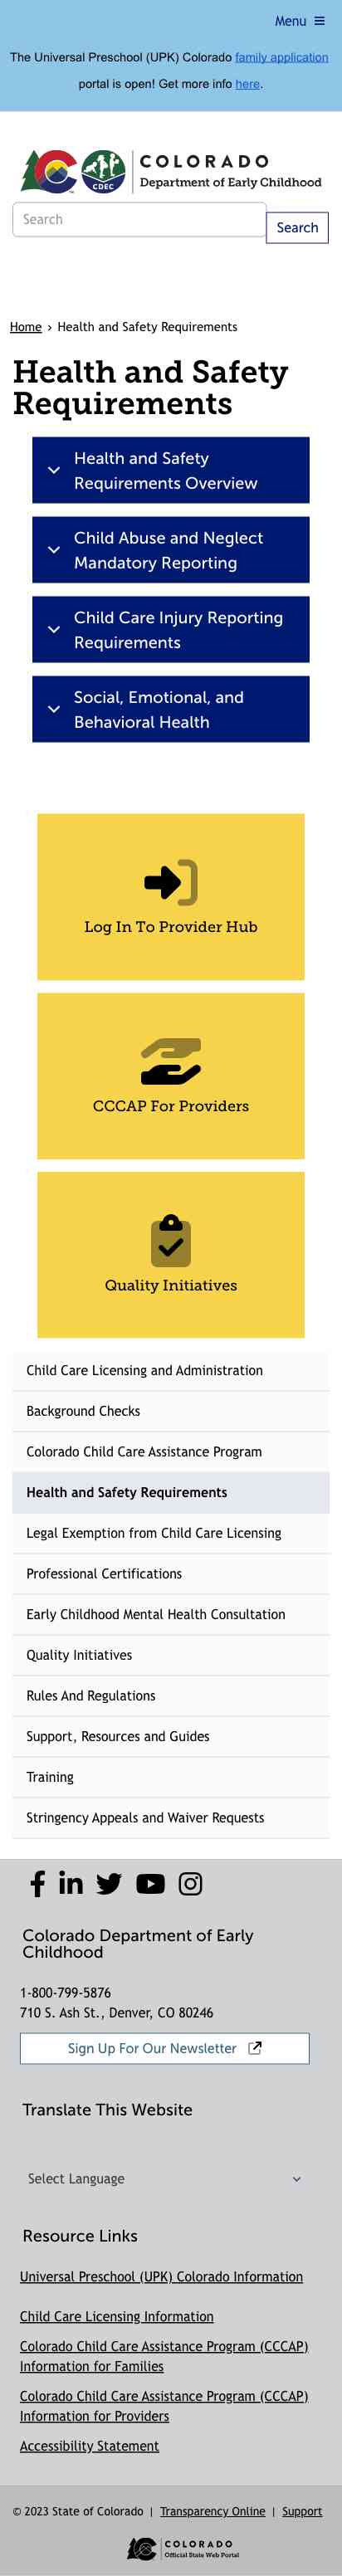 Menu
The Universal Preschool (UPK) Colorado family application
portal is open! Get more info here.
COLORADO
CDEC
Department of Early Childhood
Search
Search
Home › Health and Safety Requirements
Health and Safety
Requirements
Health and Safety
Requirements Overview
Child Abuse and Neglect
Mandatory Reporting
Child Care Injury Reporting
Requirements
Social, Emotional, and
Behavioral Health
Log In To Provider Hub
CCCAP For Providers
Quality Initiatives
Child Care Licensing and Administration
Background Checks
Colorado Child Care Assistance Program
Health and Safety Requirements
Legal Exemption from Child Care Licensing
Professional Certifications
Early Childhood Mental Health Consultation
Quality Initiatives
Rules And Regulations
Support, Resources and Guides
Training
Stringency Appeals and Waiver Requests
Colorado Department of Early
Childhood
1-800-799-5876
710 S. Ash St., Denver, CO 80246
Sign Up For Our Newsletter
Translate This Website
Select Language
Resource Links
Universal Preschool (UPK) Colorado Information
Child Care Licensing Information
Colorado Child Care Assistance Program (CCCAP)
Information for Families
Colorado Child Care Assistance Program (CCCAP)
Information for Providers
Accessibility Statement
© 2023 State of Colorado | Transparency Online | Support
COLORADO
Official State Web Portal